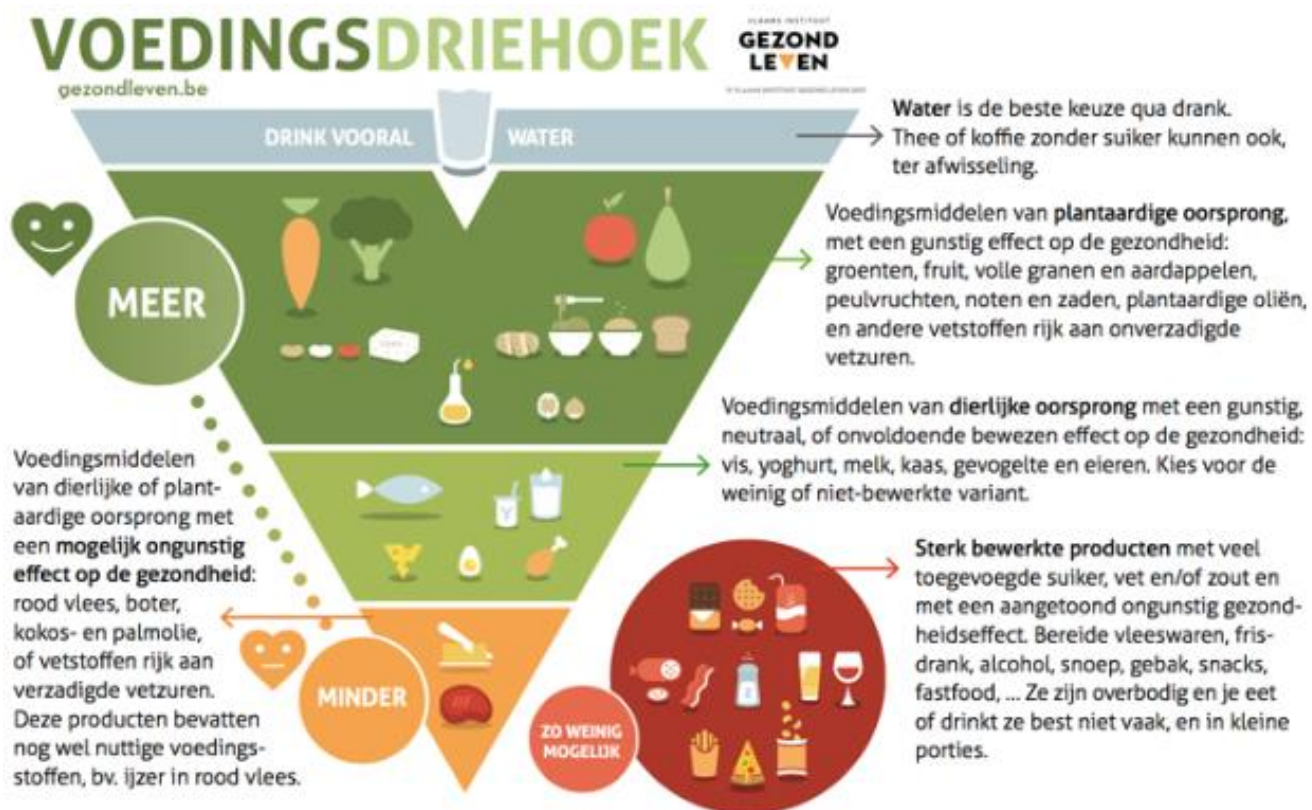 VOEDINGSDRIEHOEK
gezondleven.be
VLAAMS INSTITUUT
GEZOND
LEVEN
DRINK VOORAL WATER
Water is de beste keuze qua drank.
Thee of koffie zonder suiker kunnen ook,
ter afwisseling.
MEER
Voedingsmiddelen van plantaardige oorsprong,
met een gunstig effect op de gezondheid:
groenten, fruit, volle granen en aardappelen,
peulvruchten, noten en zaden, plantaardige oliën,
en andere vetstoffen rijk aan onverzadigde
vetzuren.
Voedingsmiddelen van dierlijke oorsprong met een gunstig,
neutraal, of onvoldoende bewezen effect op de gezondheid:
vis, yoghurt, melk, kaas, gevogelte en eieren. Kies voor de
weinig of niet-bewerkte variant.
Y
Voedingsmiddelen
van dierlijke of plant-
aardige oorsprong met
een mogelijk ongunstig
effect op de gezondheid:
rood vlees, boter,
kokos- en palmolie,
of vetstoffen rijk aan
verzadigde vetzuren.
Deze producten bevatten
nog wel nuttige voedings-
stoffen, bv. ijzer in rood vlees.
MINDER
ZO WEINIG
MOGELIJK
Sterk bewerkte producten met veel
toegevoegde suiker, vet en/of zout en
met een aangetoond ongunstig gezond-
heidseffect. Bereide vleeswaren, fris-
drank, alcohol, snoep, gebak, snacks,
fastfood, ... Ze zijn overbodig en je eet
of drinkt ze best niet vaak, en in kleine
porties.